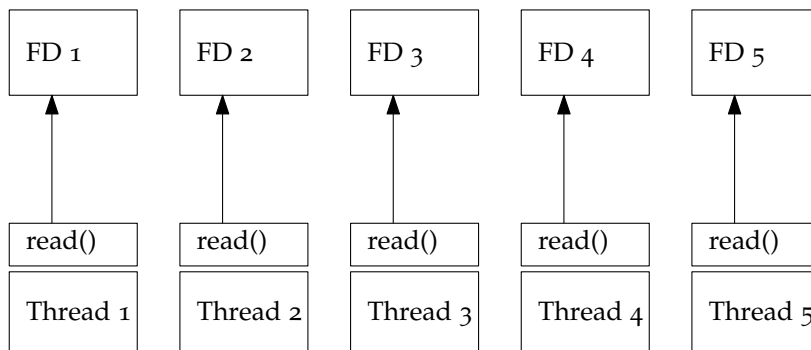 FD 1 FD 2 FD 3 FD 4 FD 5
read() read() read() read() read()
Thread 1 Thread 2 Thread 3 Thread 4 Thread 5